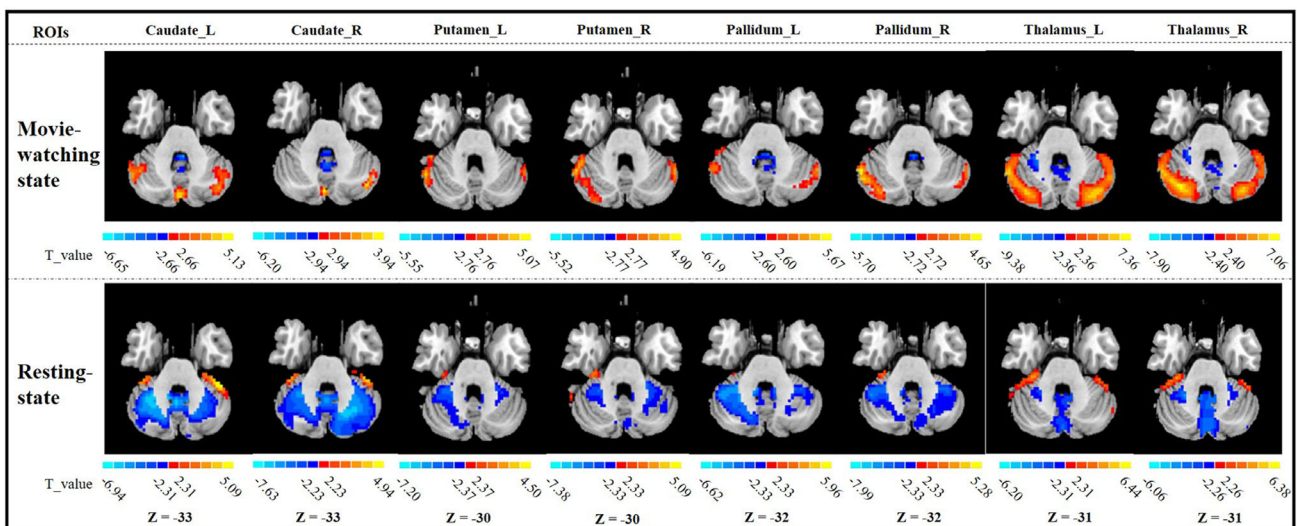 ROIs Caudate_L Caudate_R Putamen_L Putamen_R Pallidum_L Pallidum_R Thalamus_L Thalamus_R
Movie-
watching
state
T_value -6.65 -2.66 2.66 5.13 -6.20 -2.94 2.94 3.94 -5.55 -2.76 2.76 5.07 -5.52 -2.77 2.77 4.90 -6.19 -2.60 2.60 5.67 -5.70 -2.72 2.72 4.65 -9.38 -2.36 2.36 7.36 -7.90 -2.40 2.40 7.06
Resting-
state
T_value -6.94 -2.31 2.31 5.09 -7.63 -2.23 2.23 4.94 -7.20 -2.37 2.37 4.50 -7.38 -2.33 2.33 5.09 -6.62 -2.33 2.33 5.96 -7.99 -2.33 2.33 5.28 -6.20 -2.31 2.31 6.44 -6.06 -2.26 2.26 6.38
Z = -33 Z = -33 Z = -30 Z = -30 Z = -32 Z = -32 Z = -31 Z = -31